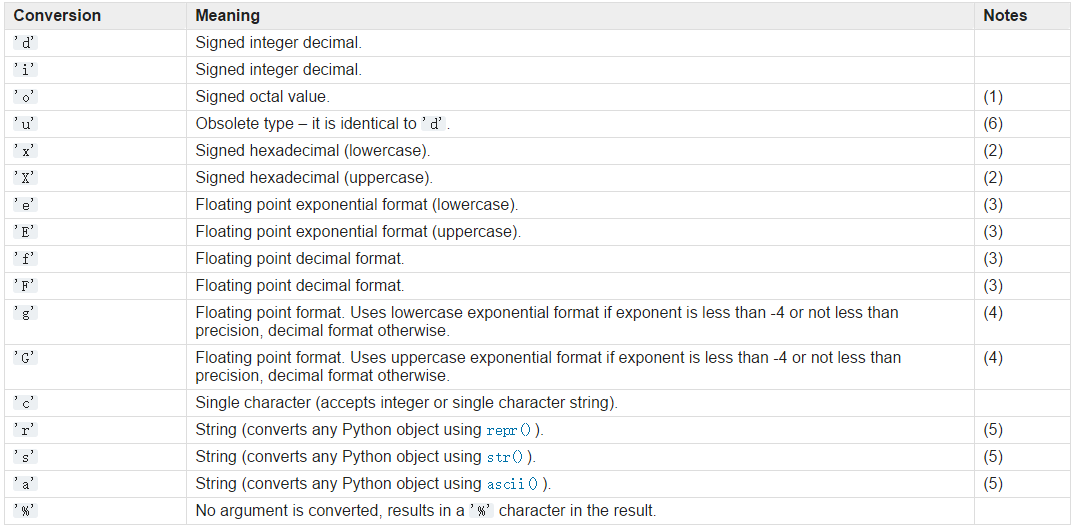 Conversion Meaning Notes
'd' Signed integer decimal.
'i' Signed integer decimal.
'o' Signed octal value. (1)
'u' Obsolete type – it is identical to 'd'. (6)
'x' Signed hexadecimal (lowercase). (2)
'X' Signed hexadecimal (uppercase). (2)
'e' Floating point exponential format (lowercase). (3)
'E' Floating point exponential format (uppercase). (3)
'f' Floating point decimal format. (3)
'F' Floating point decimal format. (3)
'g' Floating point format. Uses lowercase exponential format if exponent is less than -4 or not less than (4)
precision, decimal format otherwise.
'G' Floating point format. Uses uppercase exponential format if exponent is less than -4 or not less than (4)
precision, decimal format otherwise.
'c' Single character (accepts integer or single character string).
'r' String (converts any Python object using repr()). (5)
's' String (converts any Python object using str()). (5)
'a' String (converts any Python object using ascii()). (5)
'%' No argument is converted, results in a '%' character in the result.